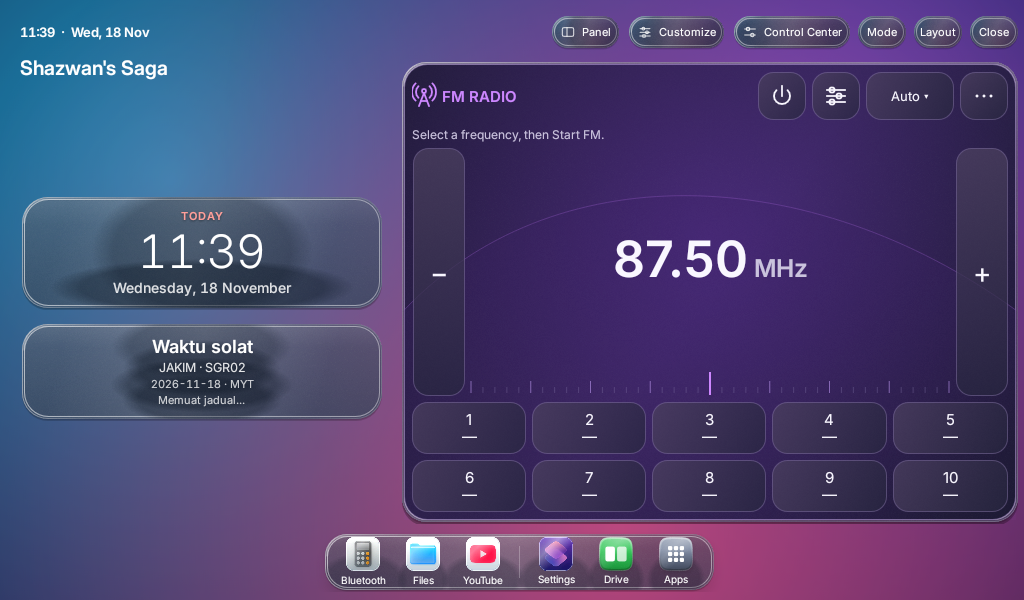 11:39 · Wed, 18 Nov
Panel
Customize
Control Center
Mode
Layout
Close
Shazwan's Saga
FM RADIO
Auto ▾
Select a frequency, then Start FM.
TODAY
11:39
Wednesday, 18 November
Waktu solat
JAKIM · SGR02
2026-11-18 · MYT
Memuat jadual...
−
87.50 MHz
+
1
—
2
—
3
—
4
—
5
—
6
—
7
—
8
—
9
—
10
—
Bluetooth
Files
YouTube
Settings
Drive
Apps